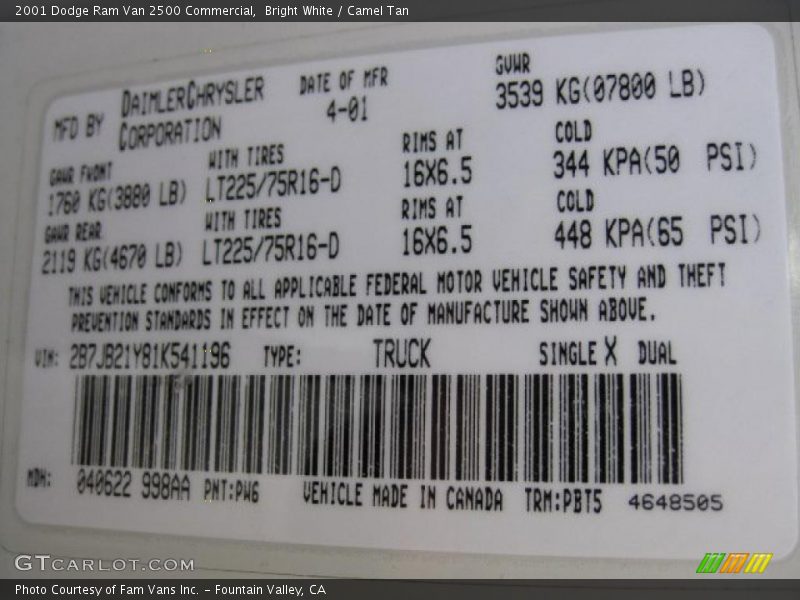 2001 Dodge Ram Van 2500 Commercial,  Bright White / Camel Tan
MFD BY DAIMLERCHRYSLER CORPORATION
DATE OF MFR 4-01
GVWR 3539 KG(07800 LB)
GAWR FRONT WITH TIRES RIMS AT COLD
1760 KG(3880 LB) LT225/75R16-D 16X6.5 344 KPA(50 PSI)
GAWR REAR WITH TIRES RIMS AT COLD
2119 KG(4670 LB) LT225/75R16-D 16X6.5 448 KPA(65 PSI)
THIS VEHICLE CONFORMS TO ALL APPLICABLE FEDERAL MOTOR VEHICLE SAFETY AND THEFT
PREVENTION STANDARDS IN EFFECT ON THE DATE OF MANUFACTURE SHOWN ABOVE.
VIN: 2B7JB21Y81K541196 TYPE: TRUCK SINGLE X DUAL
MDH: 040622 998AA PNT:PW6 VEHICLE MADE IN CANADA TRM:PBT5 4648505
GTCARLOT.COM
Photo Courtesy of Fam Vans Inc. – Fountain Valley, CA